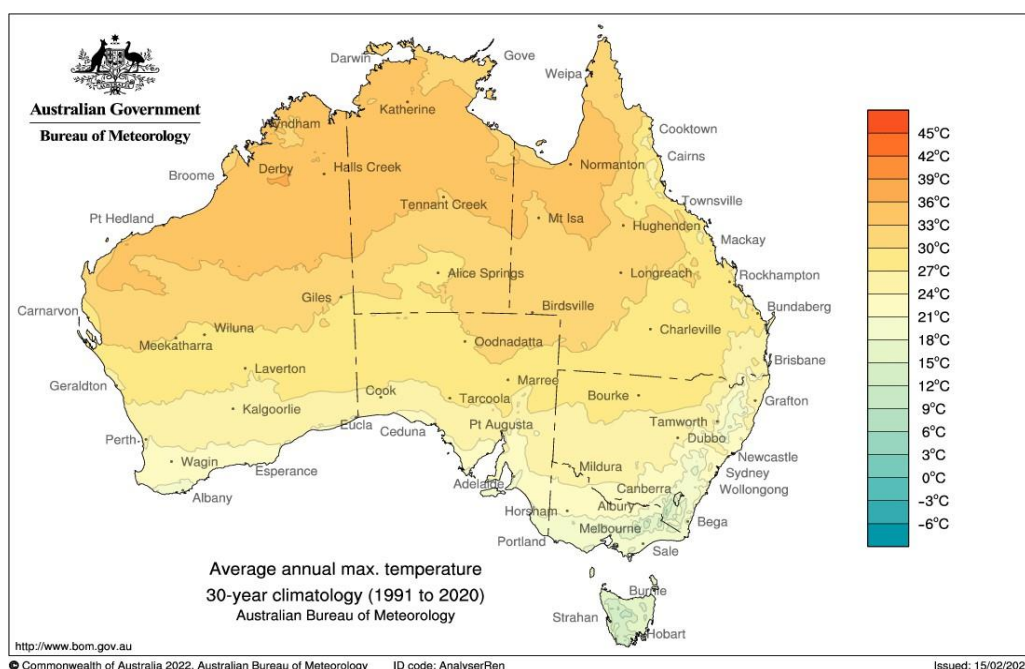 Australian Government
Bureau of Meteorology
Darwin
Gove
Weipa
Katherine
Wyndham
Cooktown
Cairns
Derby
Halls Creek
Normanton
Broome
Tennant Creek
Townsville
Mt Isa
Pt Hedland
Hughenden
Mackay
Alice Springs
Longreach
Rockhampton
Giles
Birdsville
Carnarvon
Bundaberg
Wiluna
Charleville
Meekatharra
Oodnadatta
Brisbane
Laverton
Marree
Geraldton
Cook
Tarcoola
Bourke
Grafton
Kalgoorlie
Eucla
Ceduna
Pt Augusta
Tamworth
Perth
Dubbo
Newcastle
Wagin
Mildura
Sydney
Esperance
Adelaide
Canberra
Wollongong
Albany
Horsham
Albury
Melbourne
Bega
Portland
Sale
Burnie
Strahan
Hobart
45°C
42°C
39°C
36°C
33°C
30°C
27°C
24°C
21°C
18°C
15°C
12°C
9°C
6°C
3°C
0°C
-3°C
-6°C
Average annual max. temperature
30-year climatology (1991 to 2020)
Australian Bureau of Meteorology
http://www.bom.gov.au
© Commonwealth of Australia 2022, Australian Bureau of Meteorology ID code: AnalyserRen Issued: 15/02/202